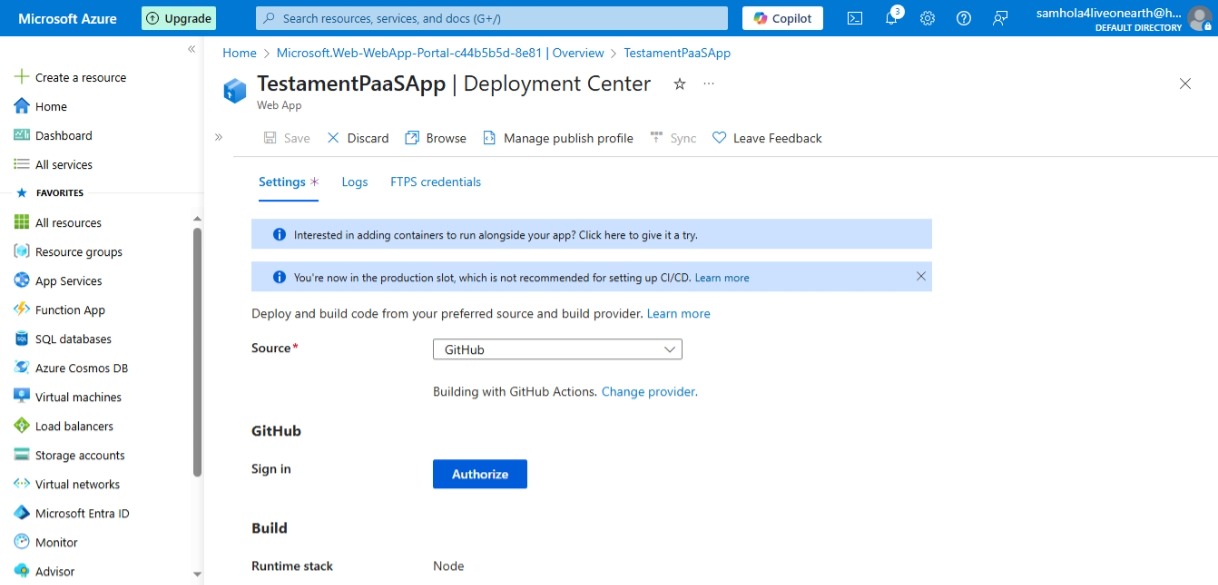 Microsoft Azure
Upgrade
Search resources, services, and docs (G+/)
Copilot
3
samhola4liveonearth@h...
DEFAULT DIRECTORY
Create a resource
Home
Dashboard
All services
FAVORITES
All resources
Resource groups
App Services
Function App
SQL databases
Azure Cosmos DB
Virtual machines
Load balancers
Storage accounts
Virtual networks
Microsoft Entra ID
Monitor
Advisor
Home > Microsoft.Web-WebApp-Portal-c44b5b5d-8e81 | Overview > TestamentPaaSApp
TestamentPaaSApp | Deployment Center
Web App
Save Discard Browse Manage publish profile Sync Leave Feedback
Settings * Logs FTPS credentials
Interested in adding containers to run alongside your app? Click here to give it a try.
You're now in the production slot, which is not recommended for setting up CI/CD. Learn more
Deploy and build code from your preferred source and build provider. Learn more
Source* GitHub
Building with GitHub Actions. Change provider.
GitHub
Sign in Authorize
Build
Runtime stack Node